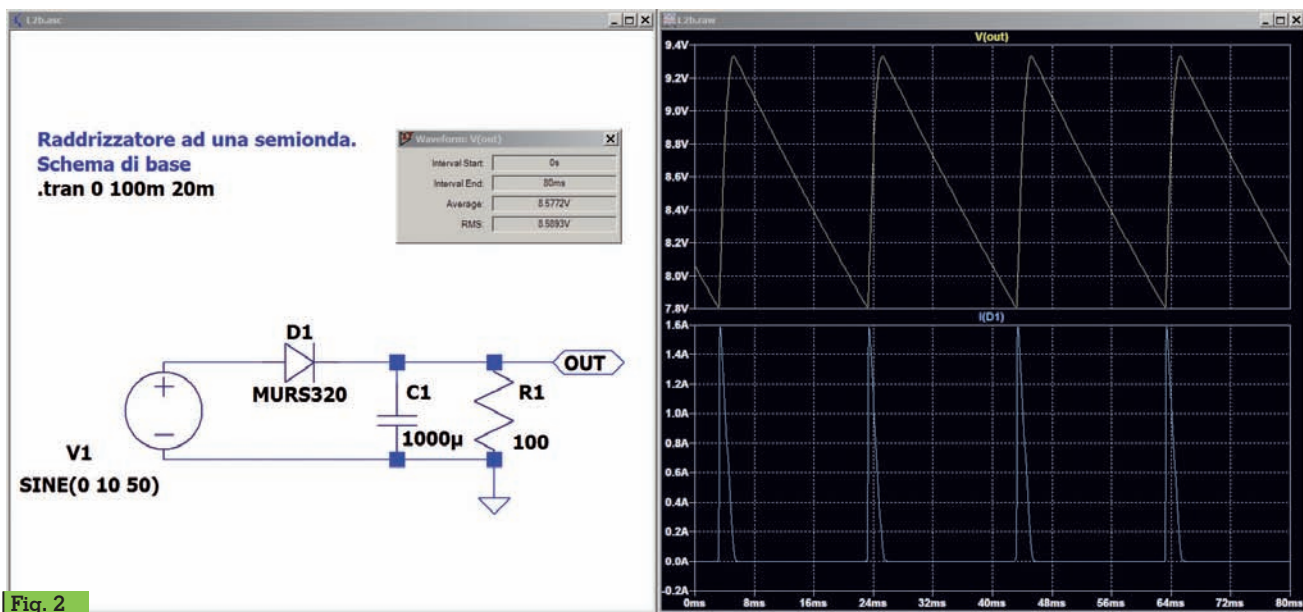 L2b.asc
Raddrizzatore ad una semionda.
Schema di base
.tran 0 100m 20m
Waveform: V(out)
Interval Start: 0s
Interval End: 80ms
Average: 8.5772V
RMS: 8.5893V
D1
MURS320
OUT
C1
1000µ
R1
100
V1
SINE(0 10 50)
Fig. 2
L2b.raw
V(out)
9.4V
9.2V
9.0V
8.8V
8.6V
8.4V
8.2V
8.0V
7.8V
I(D1)
1.6A
1.4A
1.2A
1.0A
0.8A
0.6A
0.4A
0.2A
0.0A
-0.2A
0ms 8ms 16ms 24ms 32ms 40ms 48ms 56ms 64ms 72ms 80ms